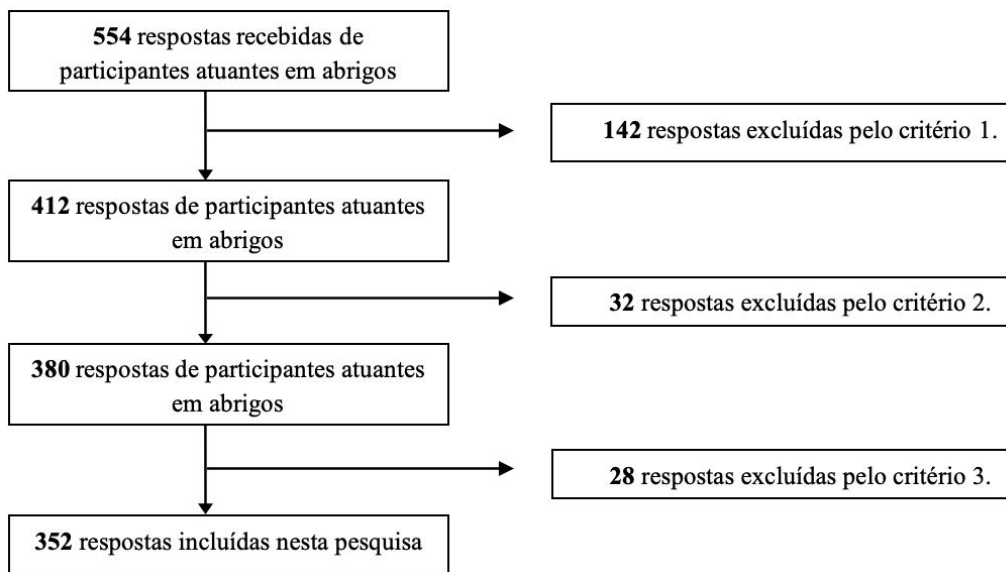 554 respostas recebidas de
participantes atuantes em abrigos
142 respostas excluídas pelo critério 1.
412 respostas de participantes atuantes
em abrigos
32 respostas excluídas pelo critério 2.
380 respostas de participantes atuantes
em abrigos
28 respostas excluídas pelo critério 3.
352 respostas incluídas nesta pesquisa